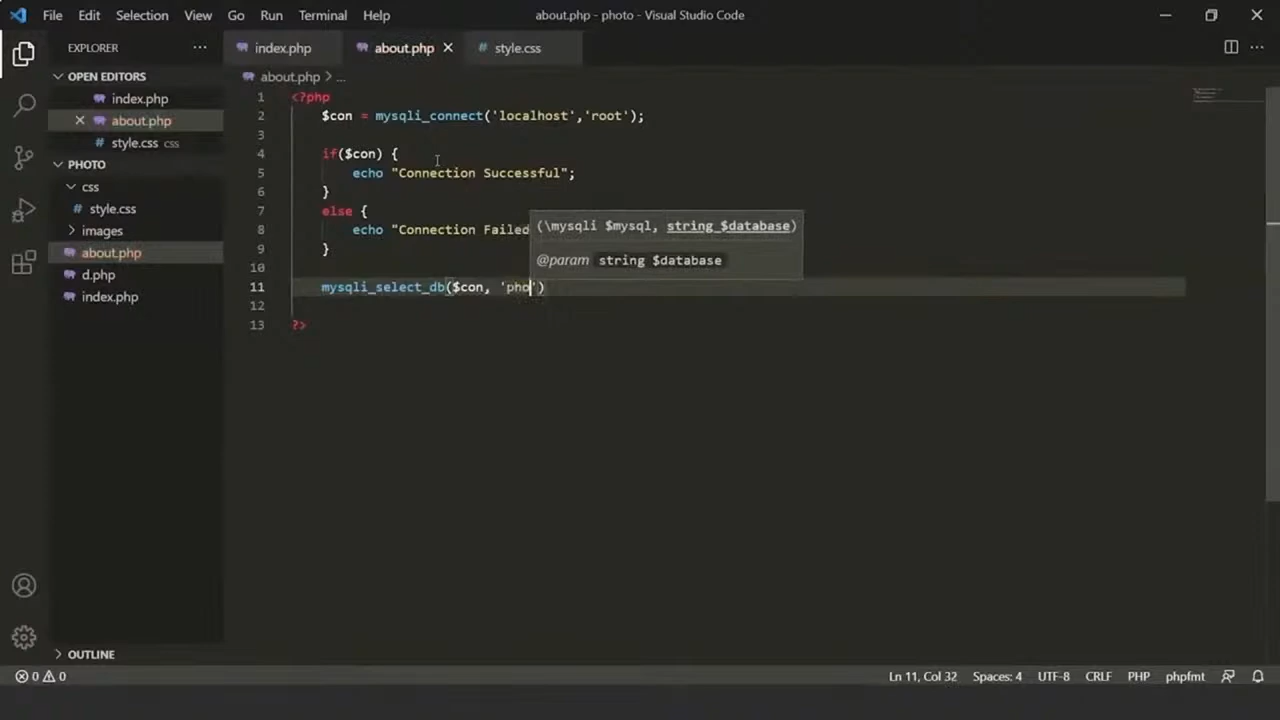 File Edit Selection View Go Run Terminal Help about.php - photo - Visual Studio Code
EXPLORER ···
index.php about.php style.css ···
OPEN EDITORS
index.php
about.php
style.css css
PHOTO
css
style.css
images
about.php
d.php
index.php
OUTLINE
about.php > ...
1 <?php
2 $con = mysqli_connect('localhost','root');
3
4 if($con) {
5 echo "Connection Successful";
6 }
7 else {
8 echo "Connection Failed
9 }
10
11 mysqli_select_db($con, 'pho')
12
13 ?>
(\mysqli $mysql, string $database)
@param string $database
0 0 Ln 11, Col 32 Spaces: 4 UTF-8 CRLF PHP phpfmt